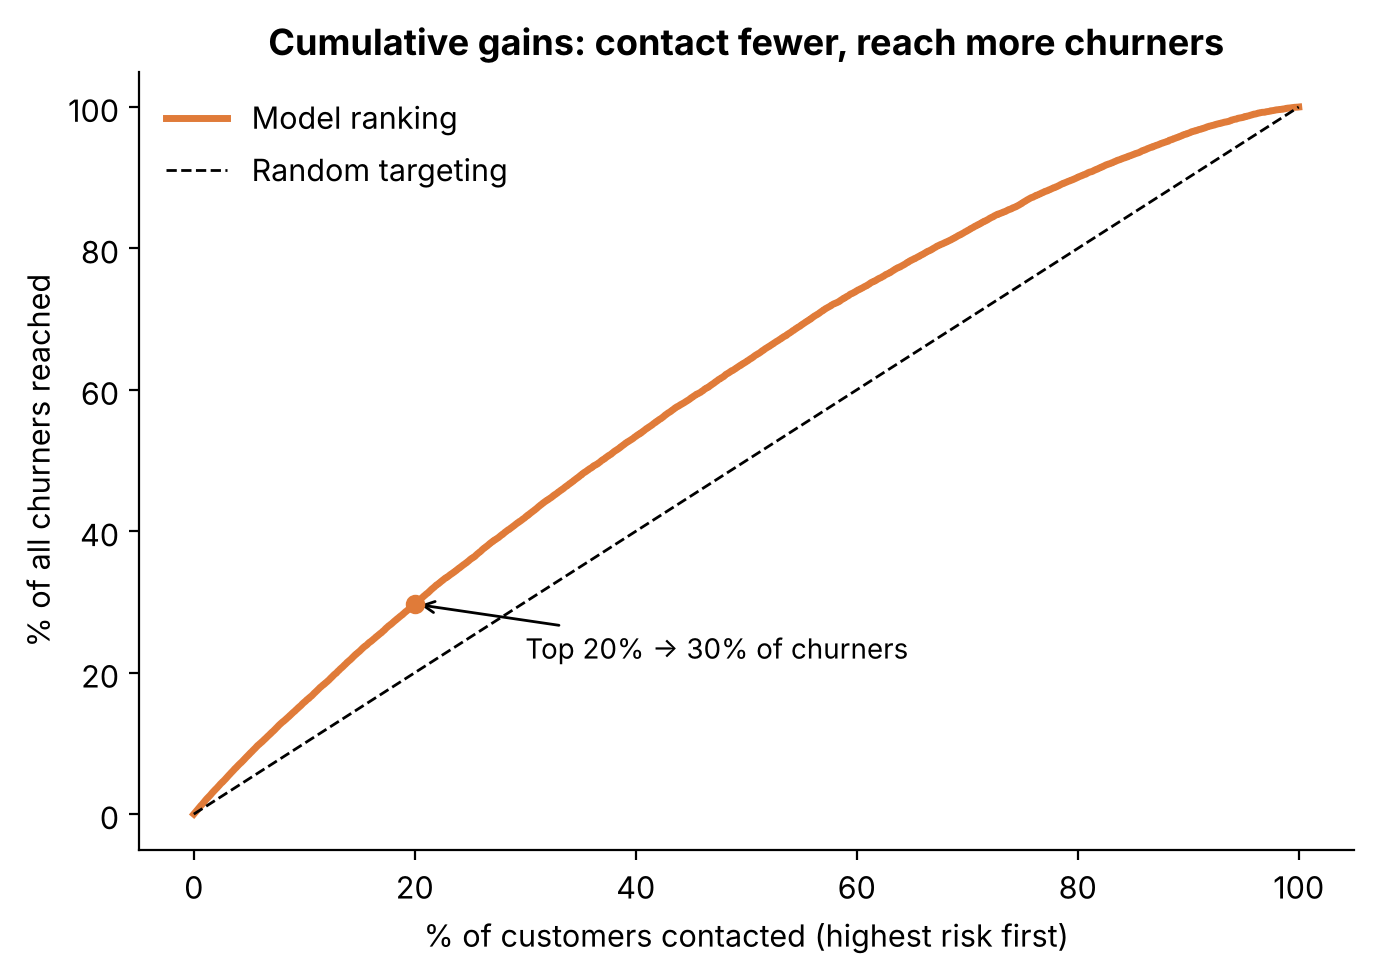 Cumulative gains: contact fewer, reach more churners
Model ranking
Random targeting
100
80
60
40
20
0
% of all churners reached
Top 20% → 30% of churners
0 20 40 60 80 100
% of customers contacted (highest risk first)